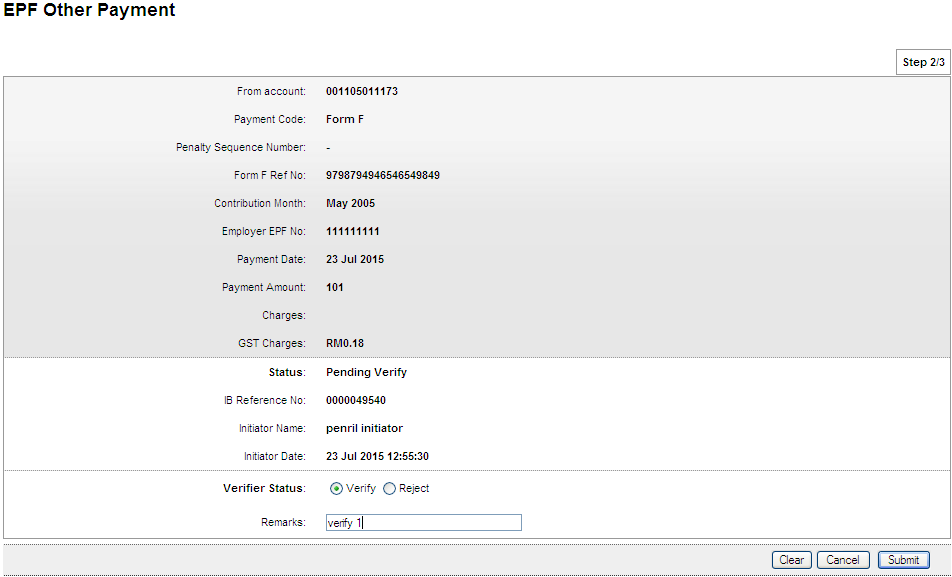 EPF Other Payment
Step 2/3
From account: 001105011173
Payment Code: Form F
Penalty Sequence Number: -
Form F Ref No: 9798794946546549849
Contribution Month: May 2005
Employer EPF No: 111111111
Payment Date: 23 Jul 2015
Payment Amount: 101
Charges:
GST Charges: RM0.18
Status: Pending Verify
IB Reference No: 0000049540
Initiator Name: penril initiator
Initiator Date: 23 Jul 2015 12:55:30
Verifier Status: Verify Reject
Remarks: verify 1
Clear Cancel Submit